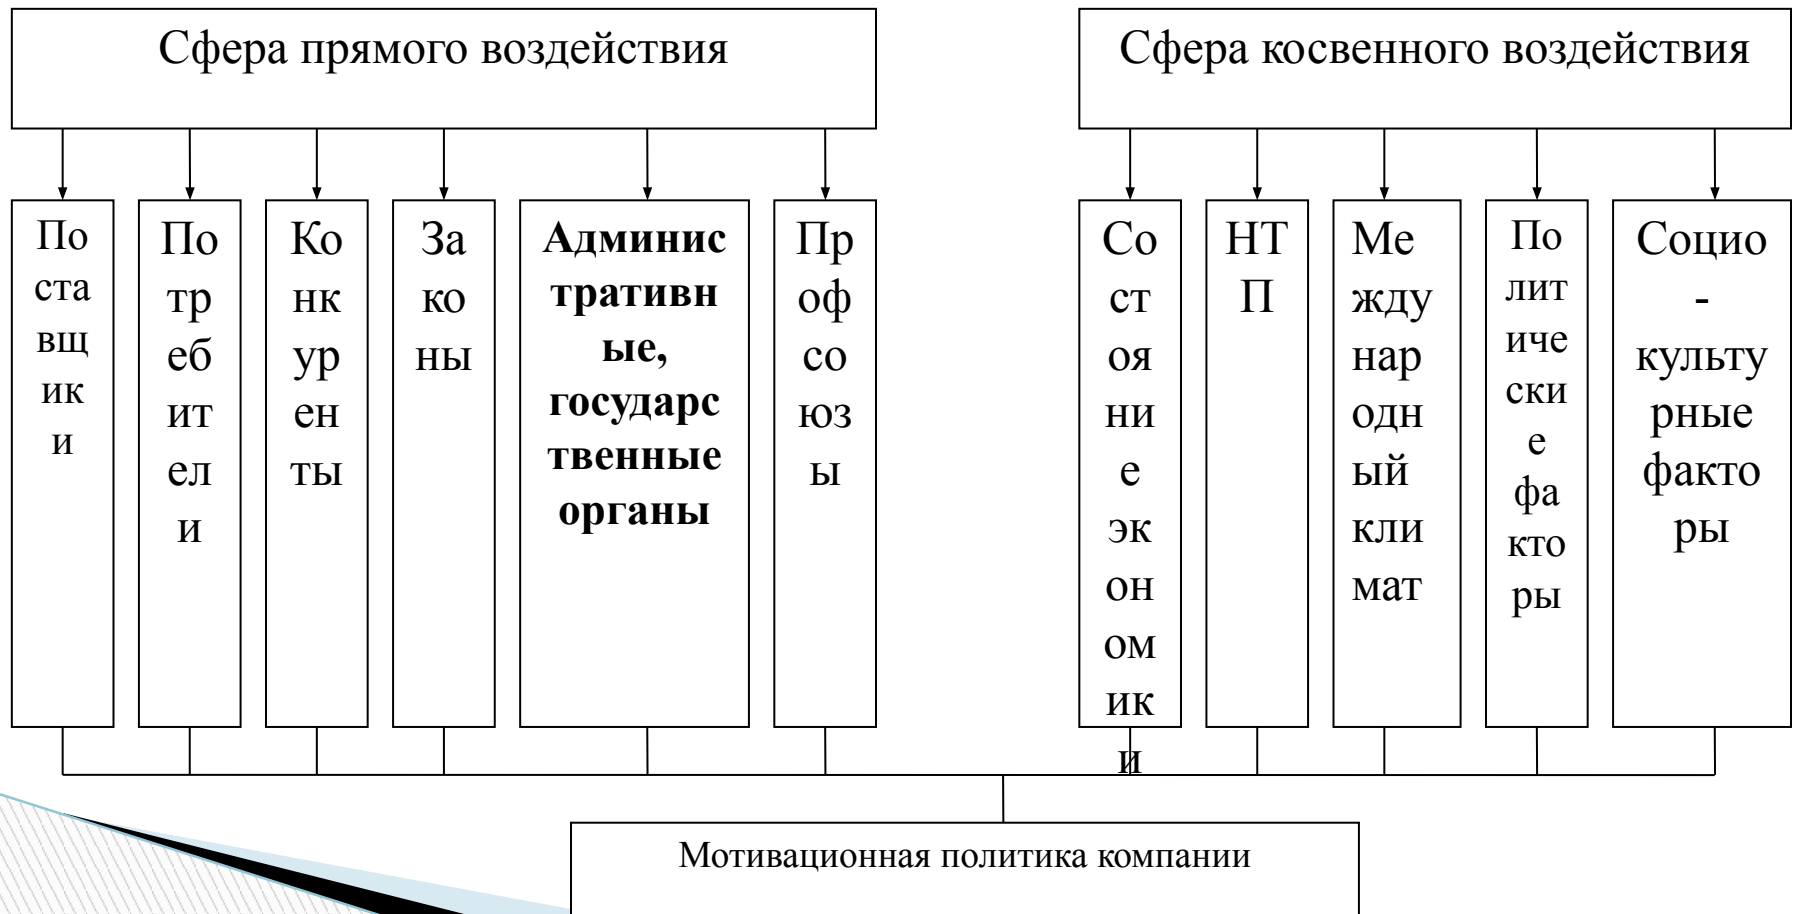 Сфера прямого воздействия
Сфера косвенного воздействия
По
ста
вщ
ик
и
По
тр
еб
ит
ел
и
Ко
нк
ур
ен
ты
За
ко
ны
Админис
тративн
ые,
государс
твенные
органы
Пр
оф
со
юз
ы
Со
ст
оя
ни
е
эк
он
ом
ик
и
НТ
П
Ме
жду
нар
одн
ый
кли
мат
По
лит
иче
ски
е
фа
кто
ры
Социо
-
культу
рные
факто
ры
Мотивационная политика компании